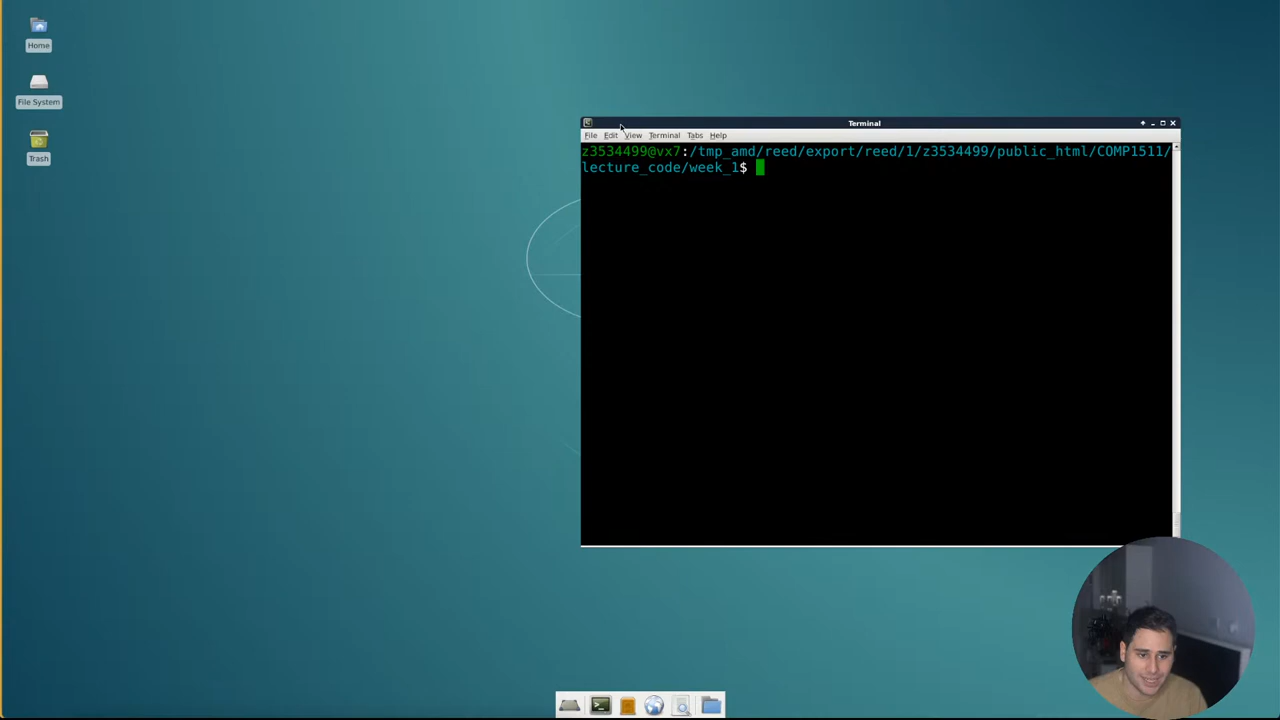 Home
File System
Trash
Terminal
File Edit View Terminal Tabs Help
z3534499@vx7:/tmp_amd/reed/export/reed/1/z3534499/public_html/COMP1511/
lecture_code/week_1$